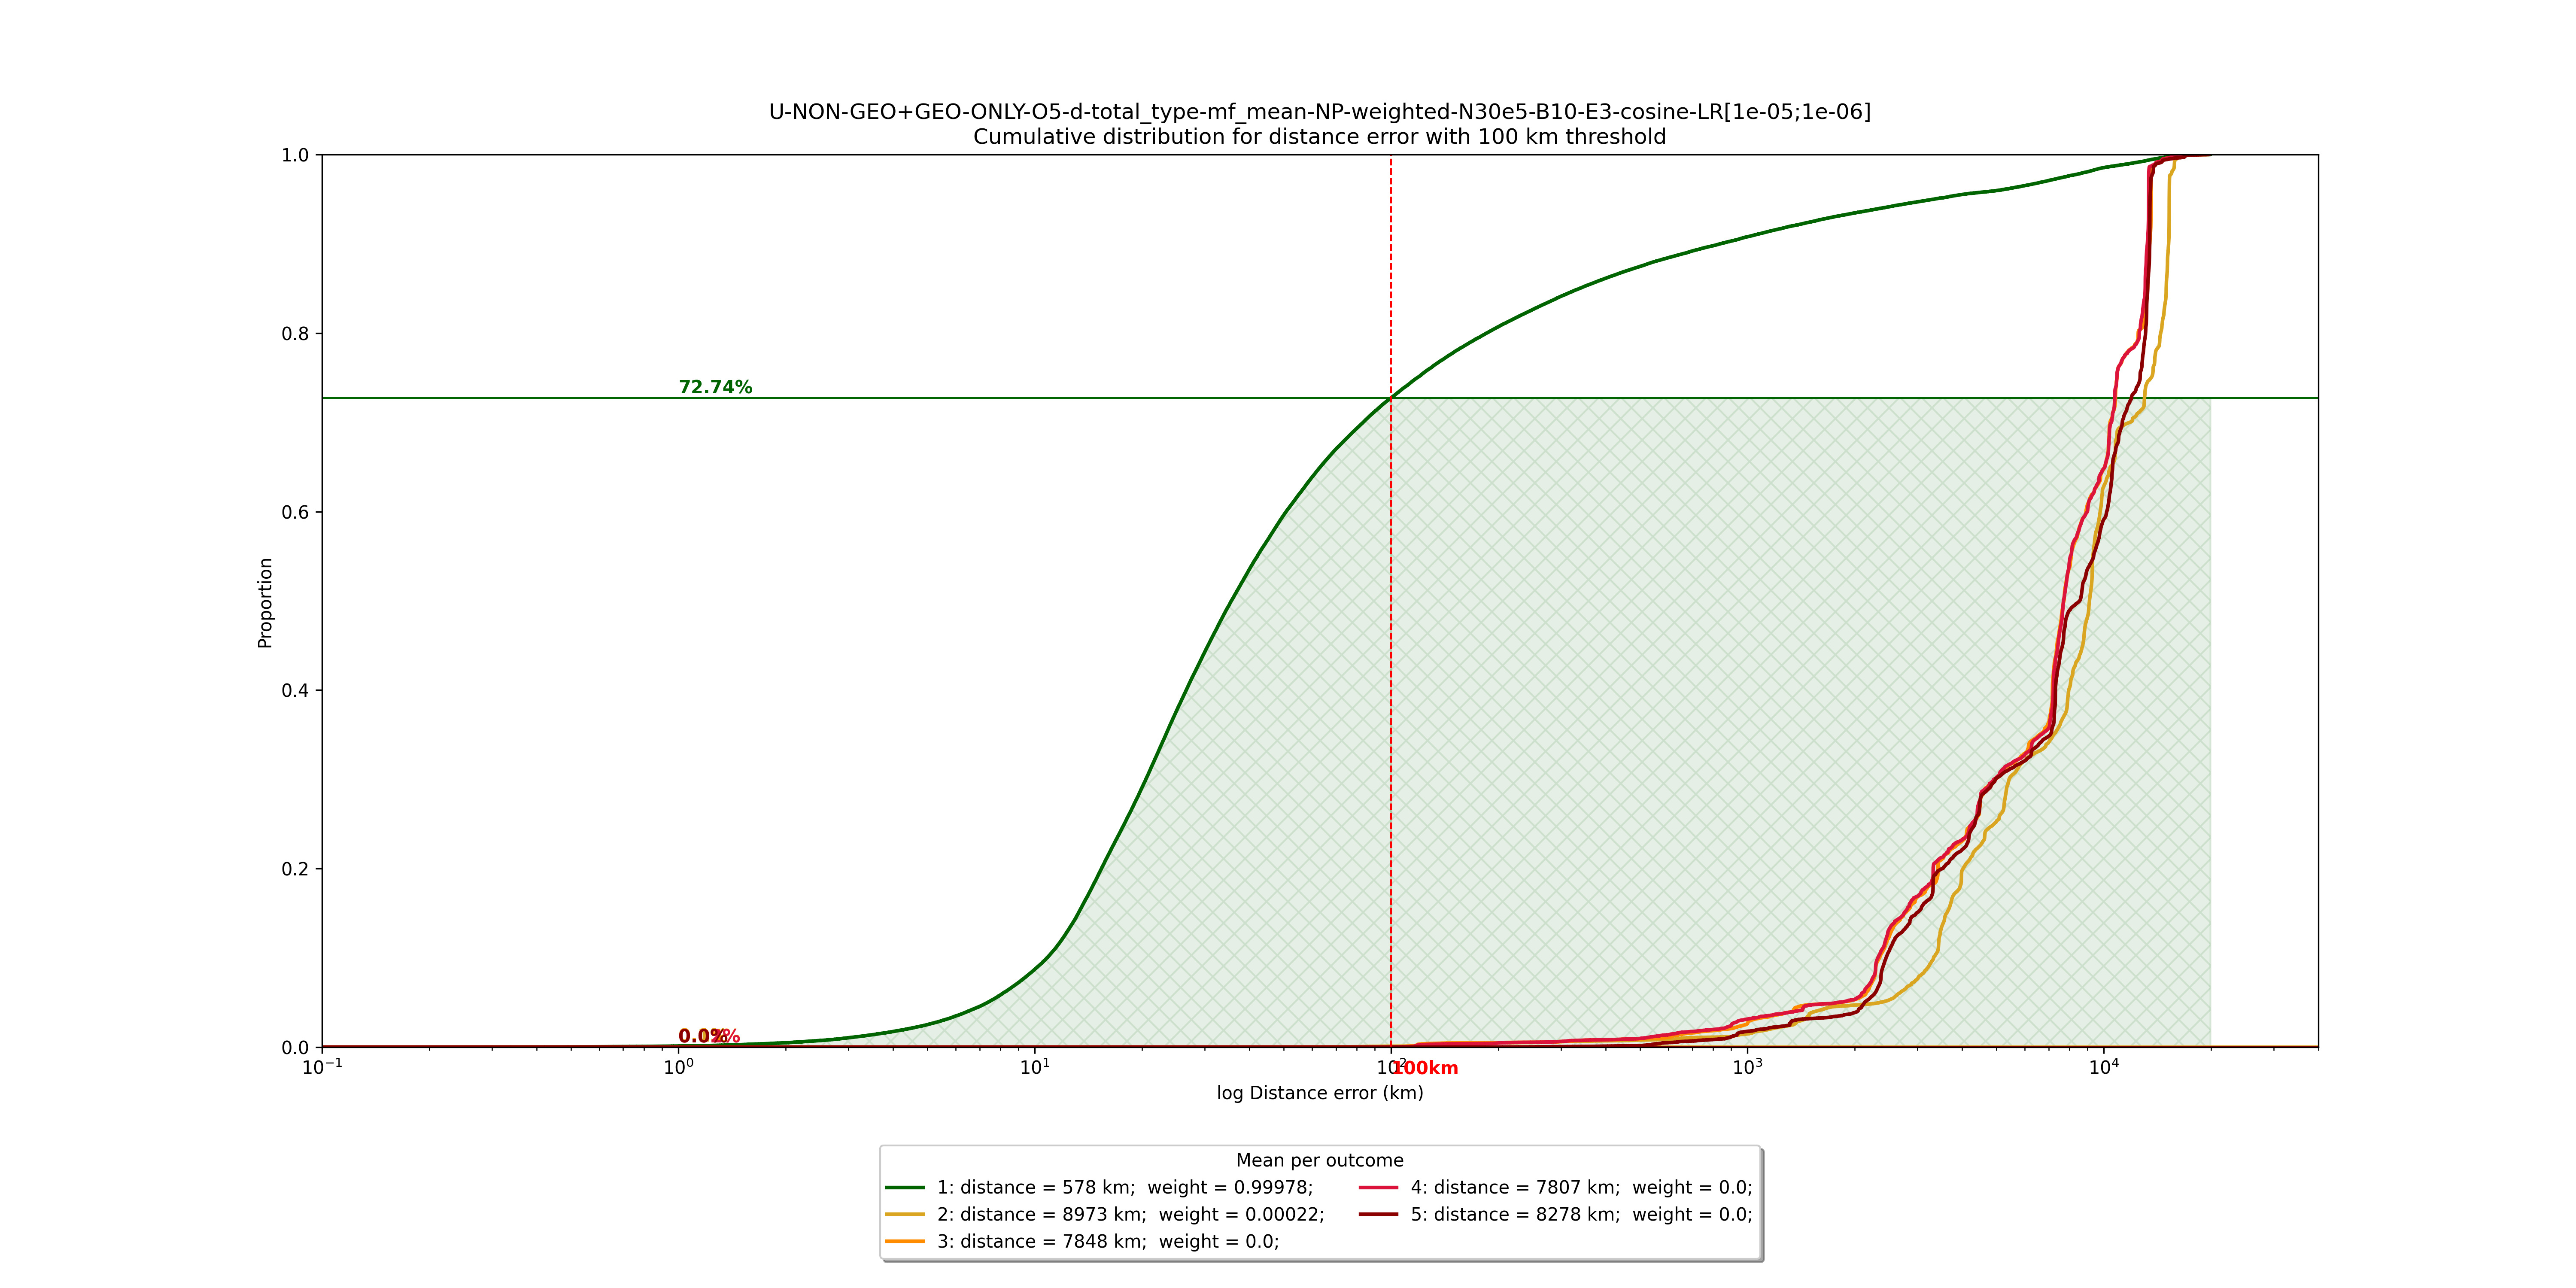 U-NON-GEO+GEO-ONLY-O5-d-total_type-mf_mean-NP-weighted-N30e5-B10-E3-cosine-LR[1e-05;1e-06]
Cumulative distribution for distance error with 100 km threshold
1.0
0.8
72.74%
0.6
Proportion
0.4
0.2
0.0%
0.0
10⁻¹
10⁰
10¹
10²
100km
10³
10⁴
log Distance error (km)
Mean per outcome
1: distance = 578 km;  weight = 0.99978;
2: distance = 8973 km;  weight = 0.00022;
3: distance = 7848 km;  weight = 0.0;
4: distance = 7807 km;  weight = 0.0;
5: distance = 8278 km;  weight = 0.0;